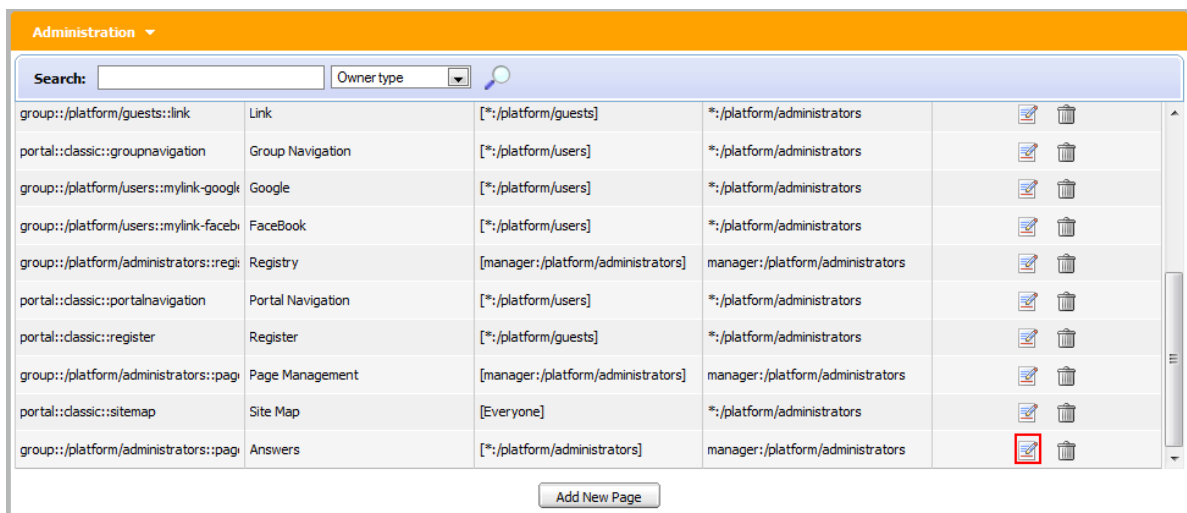 Administration
Search: Owner type
group::/platform/guests::link Link [*:/platform/guests] *:/platform/administrators
portal::classic::groupnavigation Group Navigation [*:/platform/users] *:/platform/administrators
group::/platform/users::mylink-google Google [*:/platform/users] *:/platform/administrators
group::/platform/users::mylink-facebo FaceBook [*:/platform/users] *:/platform/administrators
group::/platform/administrators::regis Registry [manager:/platform/administrators] manager:/platform/administrators
portal::classic::portalnavigation Portal Navigation [*:/platform/users] *:/platform/administrators
portal::classic::register Register [*:/platform/guests] *:/platform/administrators
group::/platform/administrators::page Page Management [manager:/platform/administrators] manager:/platform/administrators
portal::classic::sitemap Site Map [Everyone] *:/platform/administrators
group::/platform/administrators::page Answers [*:/platform/administrators] manager:/platform/administrators
Add New Page